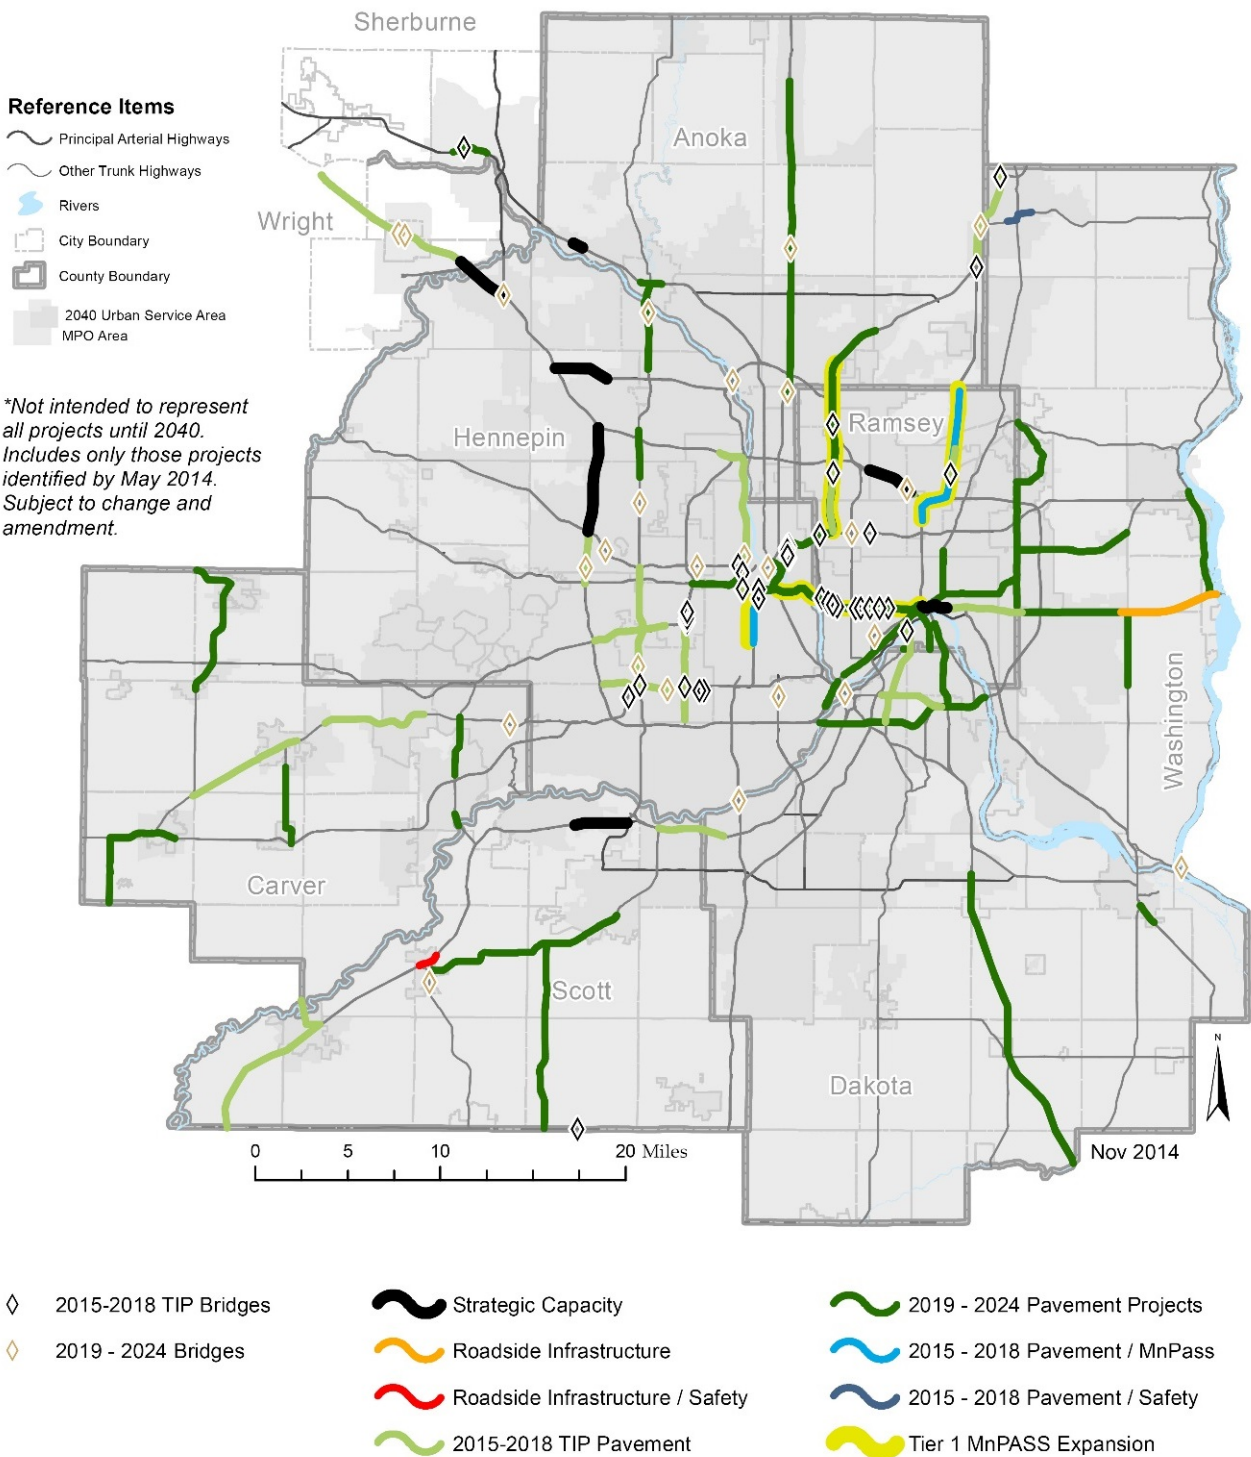 Sherburne
Anoka
Reference Items
Principal Arterial Highways
Other Trunk Highways
Rivers
City Boundary
County Boundary
2040 Urban Service Area
MPO Area
Wright
*Not intended to represent
all projects until 2040.
Includes only those projects
identified by May 2014.
Subject to change and
amendment.
Hennepin
Ramsey
Washington
Carver
Scott
Dakota
N
Nov 2014
0 5 10 20 Miles
2015-2018 TIP Bridges
2019 - 2024 Bridges
Strategic Capacity
Roadside Infrastructure
Roadside Infrastructure / Safety
2015-2018 TIP Pavement
2019 - 2024 Pavement Projects
2015 - 2018 Pavement / MnPass
2015 - 2018 Pavement / Safety
Tier 1 MnPASS Expansion